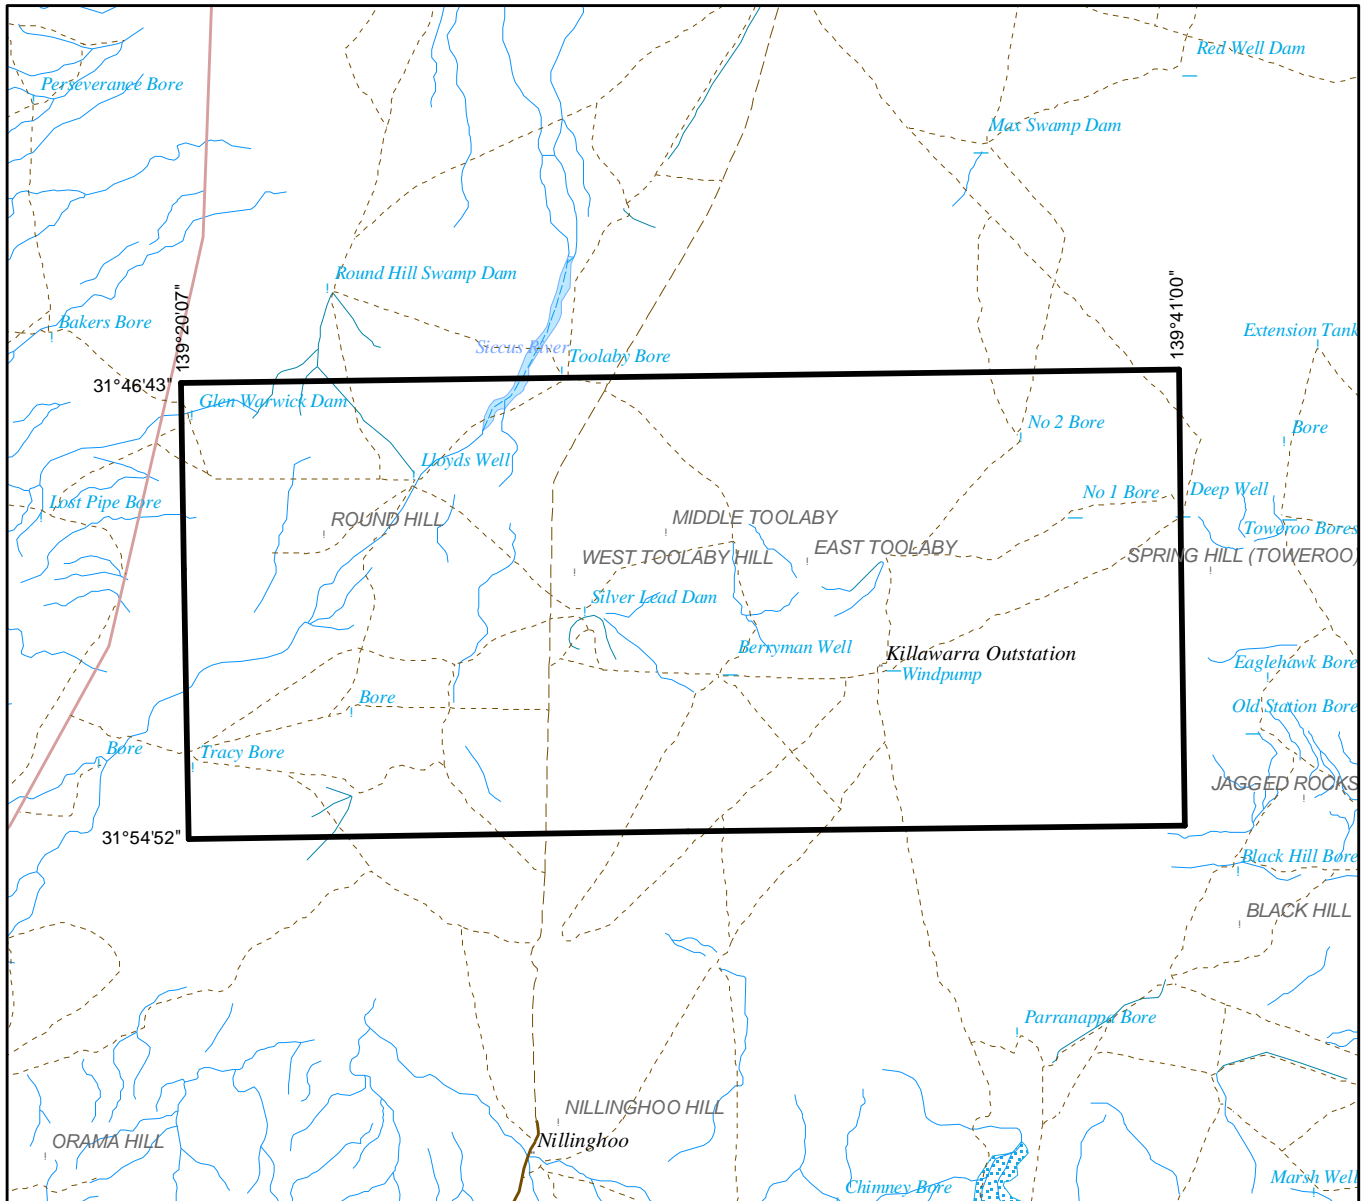 Red Well Dam
Perseverance Bore
Max Swamp Dam
Round Hill Swamp Dam
139°20'07"
139°41'00"
Bakers Bore
Extension Tank
Siccus River
Toolaby Bore
31°46'43"
Glen Warwick Dam
No 2 Bore
Bore
Lloyds Well
No 1 Bore
Deep Well
Lost Pipe Bore
ROUND HILL
MIDDLE TOOLABY
Toweroo Bores
WEST TOOLABY HILL
EAST TOOLABY
SPRING HILL (TOWEROO)
Silver Lead Dam
Berryman Well
Killawarra Outstation
Eaglehawk Bore
Windpump
Bore
Old Station Bore
Bore
Tracy Bore
JAGGED ROCKS
31°54'52"
Black Hill Bore
BLACK HILL
Parranappa Bore
NILLINGHOO HILL
ORAMA HILL
Nillinghoo
Marsh Well
Chimney Bore